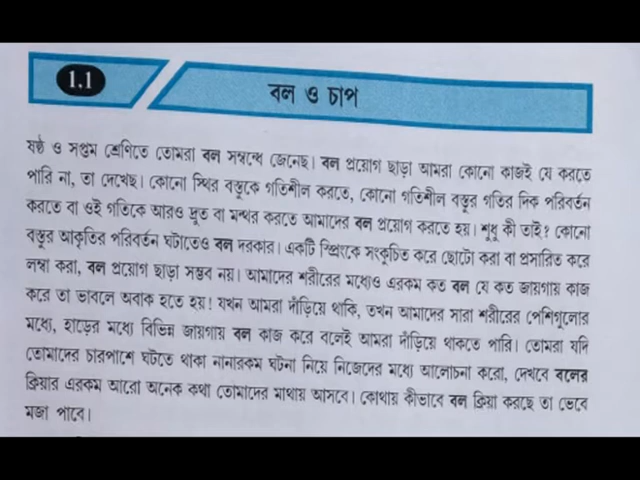 1.1
বল ও চাপ
ষষ্ঠ ও সপ্তম শ্রেণিতে তোমরা বল সম্বন্ধে জেনেছ। বল প্রয়োগ ছাড়া আমরা কোনো কাজই যে করতে
পারি না, তা দেখেছ। কোনো স্থির বস্তুকে গতিশীল করতে, কোনো গতিশীল বস্তুর গতির দিক পরিবর্তন
করতে বা ওই গতিকে আরও দ্রুত বা মন্থর করতে আমাদের বল প্রয়োগ করতে হয়। শুধু কী তাই? কোনো
বস্তুর আকৃতির পরিবর্তন ঘটাতেও বল দরকার। একটি স্প্রিংকে সংকুচিত করে ছোটো করা বা প্রসারিত করে
লম্বা করা, বল প্রয়োগ ছাড়া সম্ভব নয়। আমাদের শরীরের মধ্যেও এরকম কত বল যে কত জায়গায় কাজ
করে তা ভাবলে অবাক হতে হয়! যখন আমরা দাঁড়িয়ে থাকি, তখন আমাদের সারা শরীরের পেশিগুলোর
মধ্যে, হাড়ের মধ্যে বিভিন্ন জায়গায় বল কাজ করে বলেই আমরা দাঁড়িয়ে থাকতে পারি। তোমরা যদি
তোমাদের চারপাশে ঘটতে থাকা নানারকম ঘটনা নিয়ে নিজেদের মধ্যে আলোচনা করো, দেখবে বলের
ক্রিয়ার এরকম আরো অনেক কথা তোমাদের মাথায় আসবে। কোথায় কীভাবে বল ক্রিয়া করছে তা ভেবে
মজা পাবে।